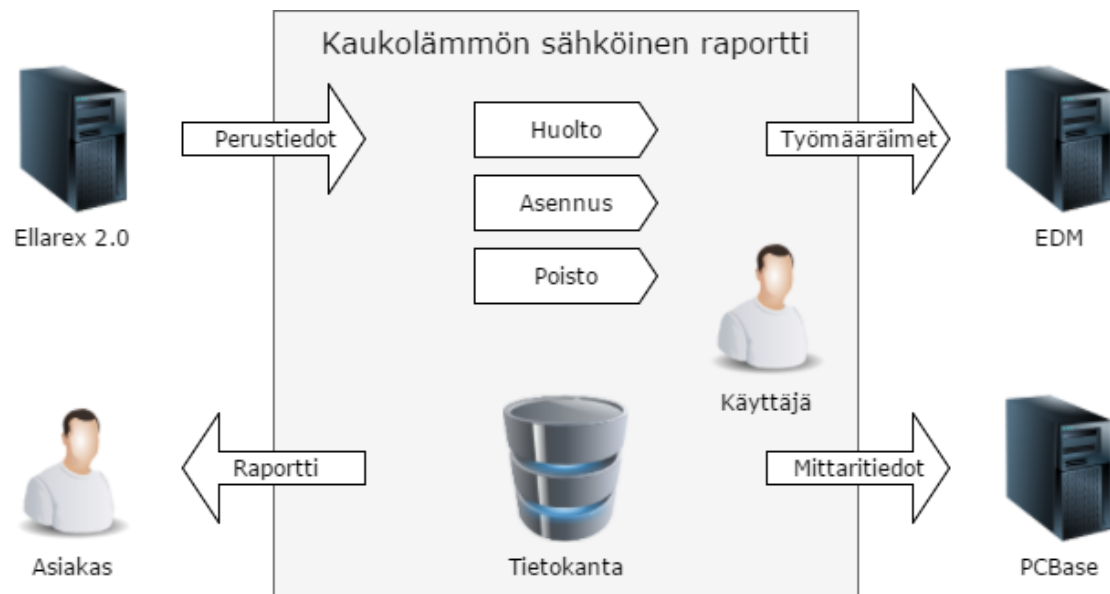 Kaukolämmön sähköinen raportti
Perustiedot
Huolto
Työmääräimet
Asennus
Ellarex 2.0
EDM
Poisto
Käyttäjä
Raportti
Mittaritiedot
Asiakas
Tietokanta
PCBase